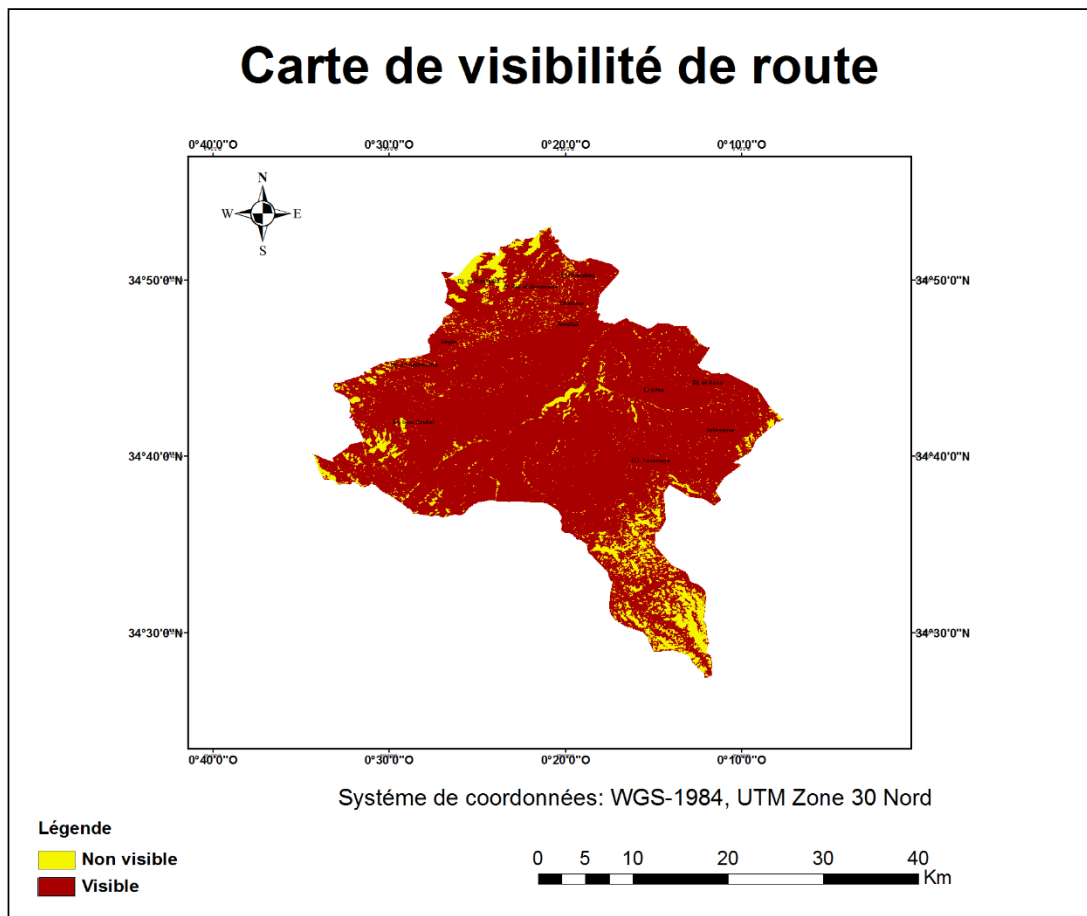 Carte de visibilité de route
0°40'0"O 0°30'0"O 0°20'0"O 0°10'0"O
N
W E
S
34°50'0"N 34°50'0"N
34°40'0"N 34°40'0"N
34°30'0"N 34°30'0"N
0°40'0"O 0°30'0"O 0°20'0"O 0°10'0"O
Systéme de coordonnées: WGS-1984, UTM Zone 30 Nord
Légende
Non visible
Visible
0 5 10 20 30 40
Km